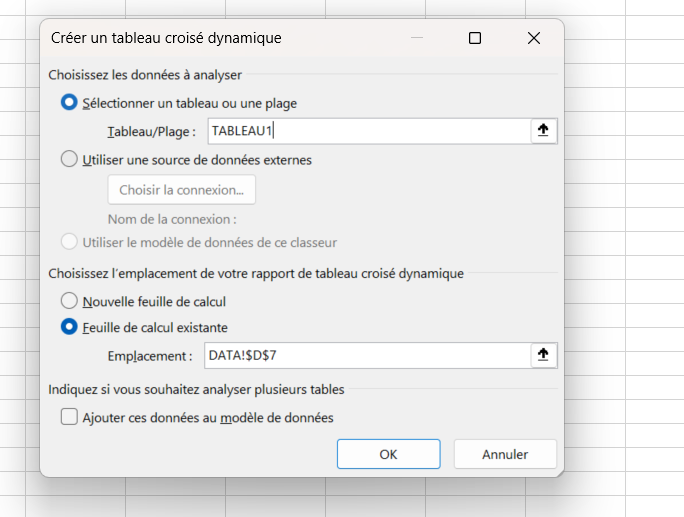 Créer un tableau croisé dynamique
Choisissez les données à analyser
Sélectionner un tableau ou une plage
Tableau/Plage : TABLEAU1
Utiliser une source de données externes
Choisir la connexion...
Nom de la connexion :
Utiliser le modèle de données de ce classeur
Choisissez l'emplacement de votre rapport de tableau croisé dynamique
Nouvelle feuille de calcul
Feuille de calcul existante
Emplacement : DATA!$D$7
Indiquez si vous souhaitez analyser plusieurs tables
Ajouter ces données au modèle de données
OK Annuler